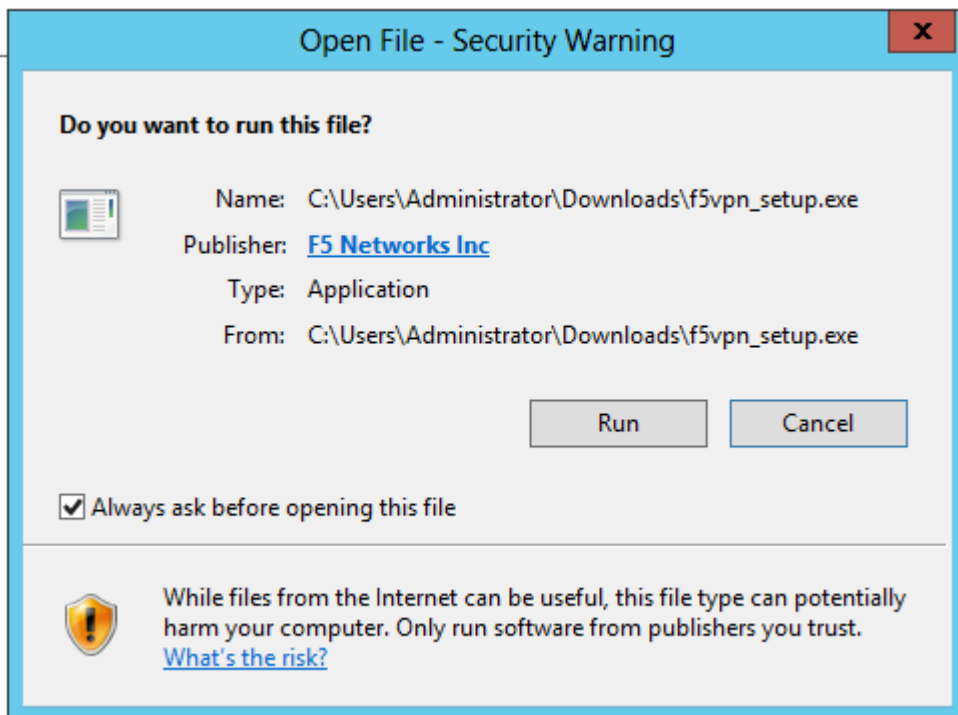 Open File - Security Warning
x
Do you want to run this file?
Name: C:\Users\Administrator\Downloads\f5vpn_setup.exe
Publisher: F5 Networks Inc
Type: Application
From: C:\Users\Administrator\Downloads\f5vpn_setup.exe
Run Cancel
Always ask before opening this file
While files from the Internet can be useful, this file type can potentially
harm your computer. Only run software from publishers you trust.
What's the risk?